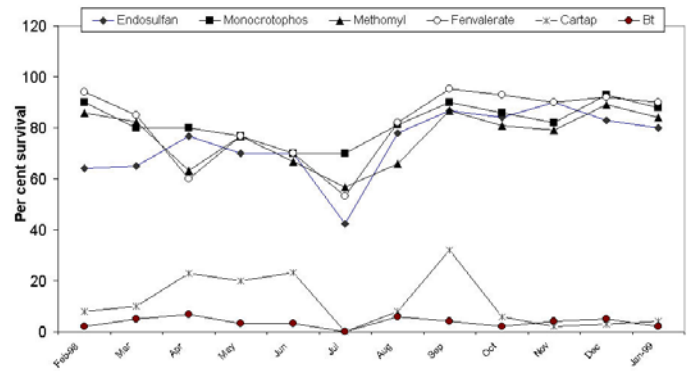 120
Endosulfan Monocrotophos Methomyl Fenvalerate Cartap Bt
100
80
60
40
20
0
Per cent survival
Feb-98 Mar Apr May Jun Jul Aug Sep Oct Nov Dec Jan-99